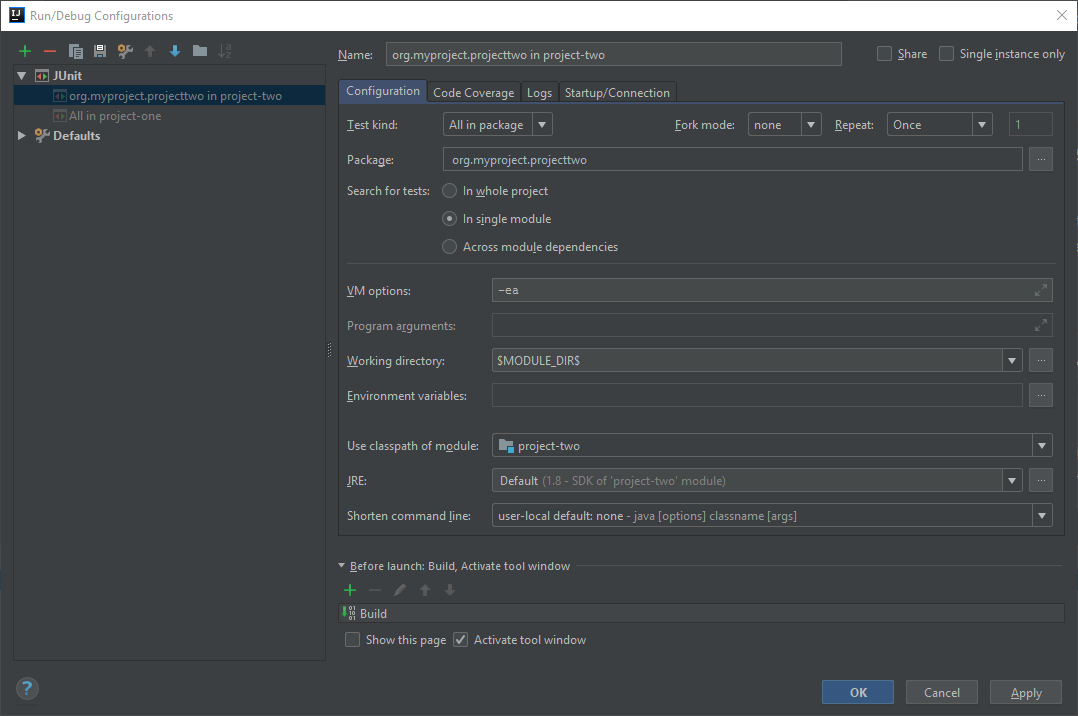 Run/Debug Configurations
Name: org.myproject.projecttwo in project-two Share Single instance only
JUnit
org.myproject.projecttwo in project-two
All in project-one
Defaults
Configuration Code Coverage Logs Startup/Connection
Test kind: All in package Fork mode: none Repeat: Once 1
Package: org.myproject.projecttwo ...
Search for tests: In whole project
In single module
Across module dependencies
VM options: -ea
Program arguments:
Working directory: $MODULE_DIR$ ...
Environment variables: ...
Use classpath of module: project-two
JRE: Default (1.8 - SDK of 'project-two' module) ...
Shorten command line: user-local default: none - java [options] classname [args]
Before launch: Build, Activate tool window
Build
Show this page Activate tool window
? OK Cancel Apply